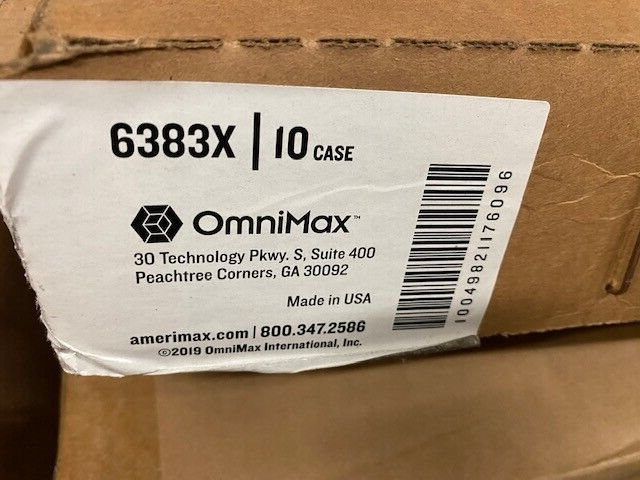 6383X | 10 CASE
OmniMax™
30 Technology Pkwy. S, Suite 400
Peachtree Corners, GA 30092
Made in USA
amerimax.com | 800.347.2586
©2019 OmniMax International, Inc.
10049821176096